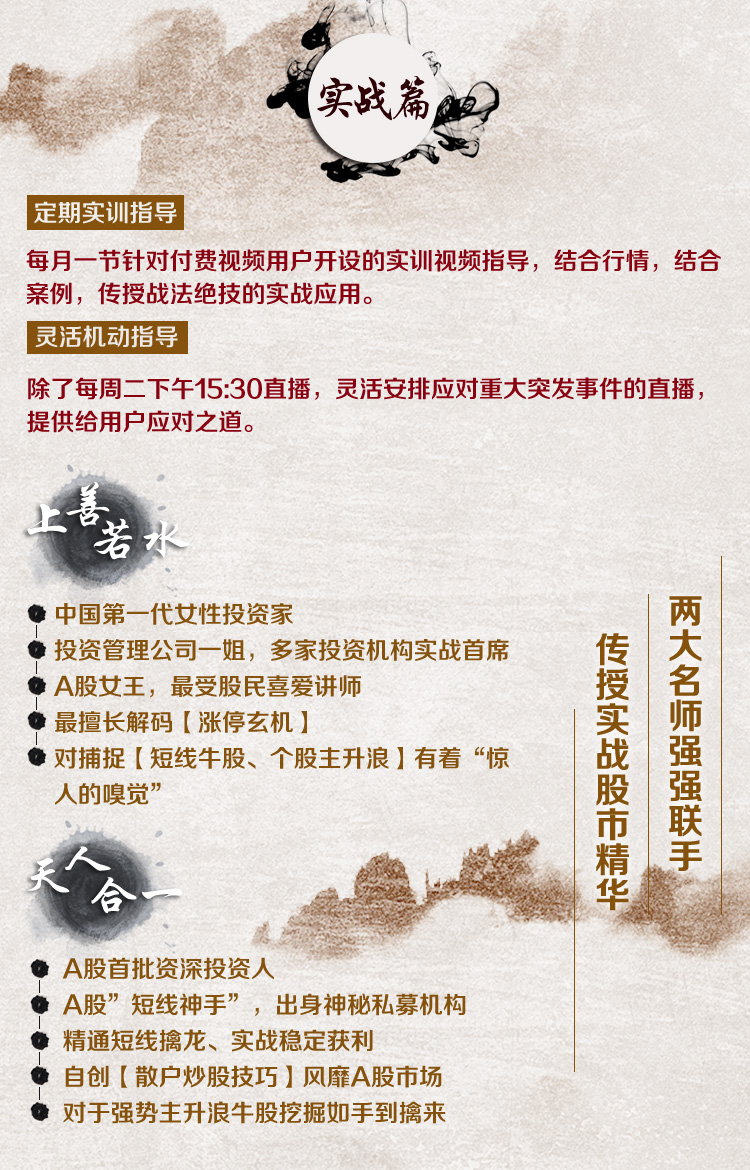 实战篇
定期实训指导
每月一节针对付费视频用户开设的实训视频指导，结合行情，结合
案例，传授战法绝技的实战应用。
灵活机动指导
除了每周二下午15:30直播，灵活安排应对重大突发事件的直播，
提供给用户应对之道。
上善若水
中国第一代女性投资家
投资管理公司一姐，多家投资机构实战首席
A股女王，最受股民喜爱讲师
最擅长解码【涨停玄机】
对捕捉【短线牛股、个股主升浪】有着“惊
人的嗅觉”
两大名师强强联手
传授实战股市精华
天人合一
A股首批资深投资人
A股”短线神手”，出身神秘私募机构
精通短线擒龙、实战稳定获利
自创【散户炒股技巧】风靡A股市场
对于强势主升浪牛股挖掘如手到擒来